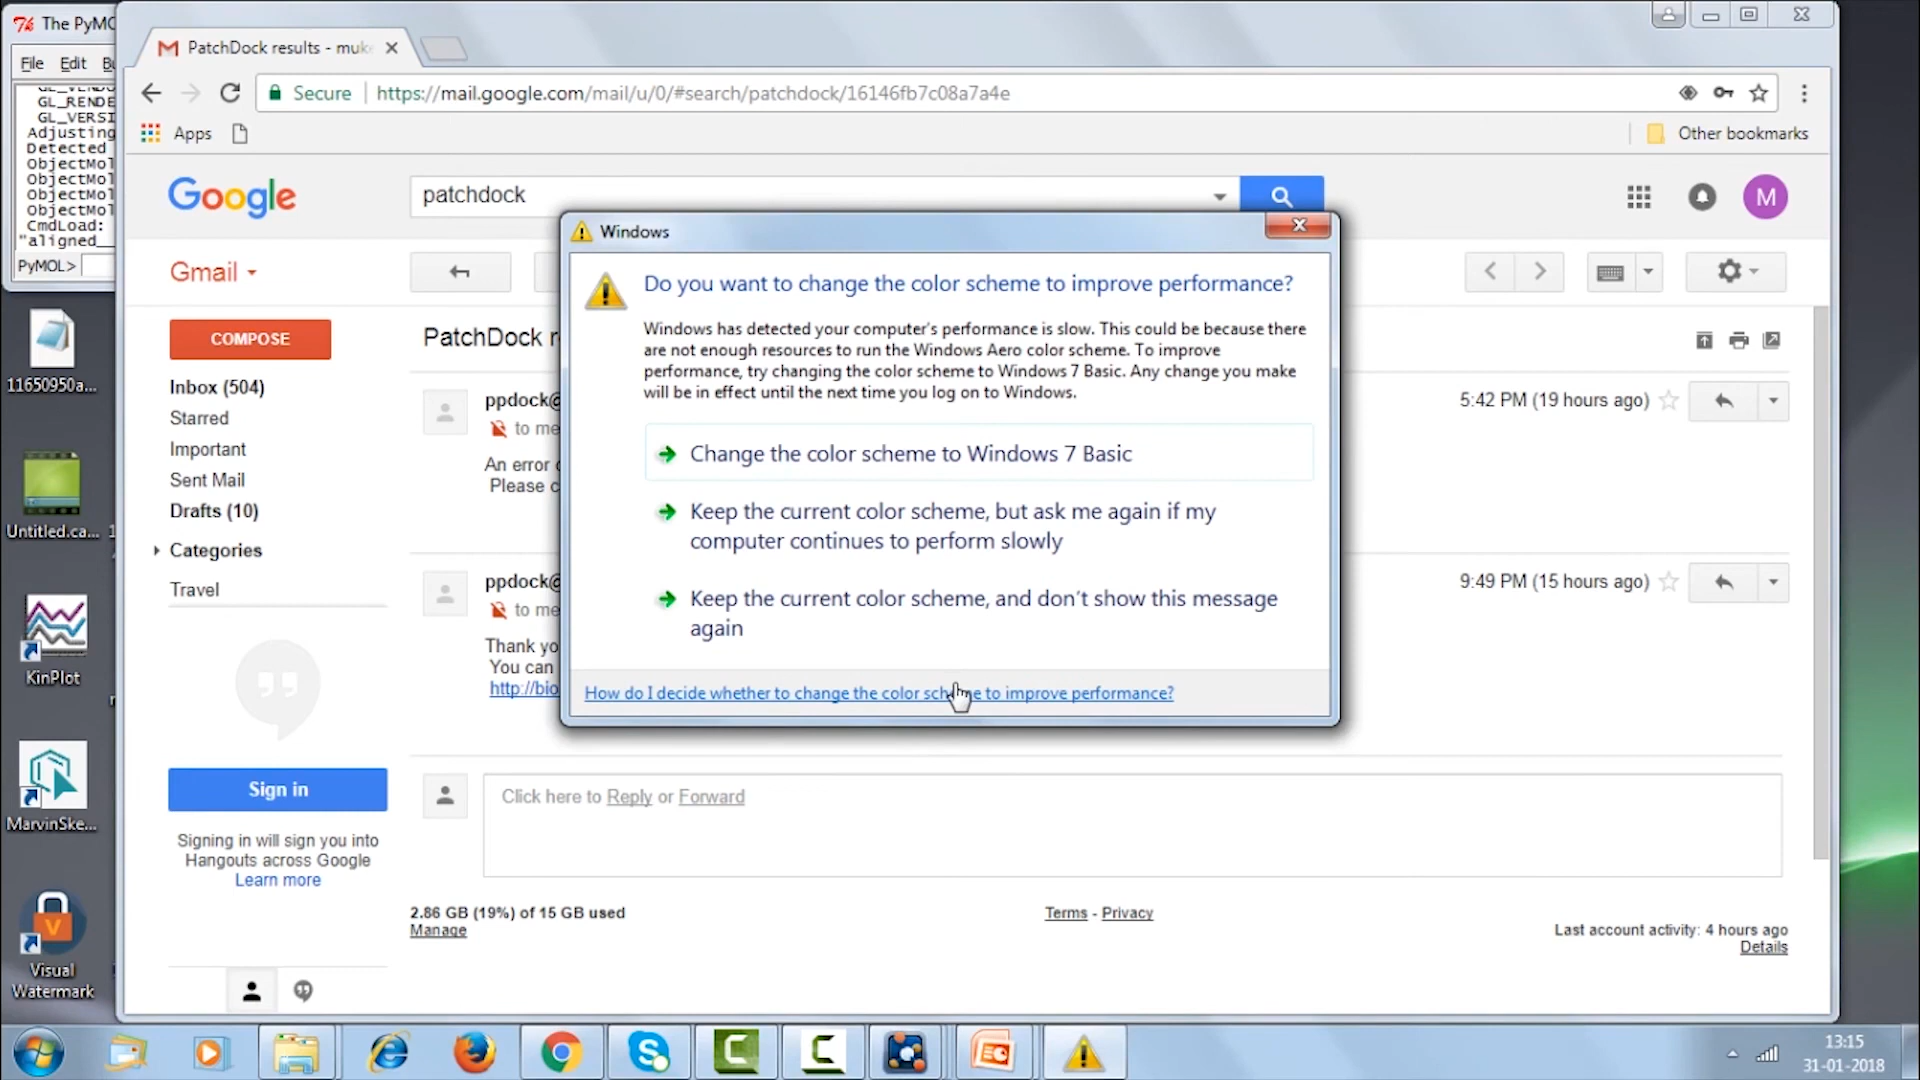 The PyMO
File Edit Bu
GL_VENDO
GL_RENDE
GL_VERSI
Adjusting
Detected
ObjectMol
ObjectMol
ObjectMol
ObjectMol
CmdLoad:
"aligned_
PyMOL>
PatchDock results - muk
Secure https://mail.google.com/mail/u/0/#search/patchdock/16146fb7c08a7a4e
Apps
Other bookmarks
Google
patchdock
M
Gmail
COMPOSE
Inbox (504)
Starred
Important
Sent Mail
Drafts (10)
Categories
Travel
Sign in
Signing in will sign you into
Hangouts across Google
Learn more
PatchDock r
ppdock@
to me
An error
Please c
5:42 PM (19 hours ago)
ppdock@
to me
Thank yo
You can
http://bio
9:49 PM (15 hours ago)
Windows
Do you want to change the color scheme to improve performance?
Windows has detected your computer's performance is slow. This could be because there
are not enough resources to run the Windows Aero color scheme. To improve
performance, try changing the color scheme to Windows 7 Basic. Any change you make
will be in effect until the next time you log on to Windows.
Change the color scheme to Windows 7 Basic
Keep the current color scheme, but ask me again if my
computer continues to perform slowly
Keep the current color scheme, and don't show this message
again
How do I decide whether to change the color scheme to improve performance?
Click here to Reply or Forward
2.86 GB (19%) of 15 GB used
Manage
Terms - Privacy
Last account activity: 4 hours ago
Details
11650950a...
Untitled.ca...
KinPlot
MarvinSke...
Visual
Watermark
13:15
31-01-2018